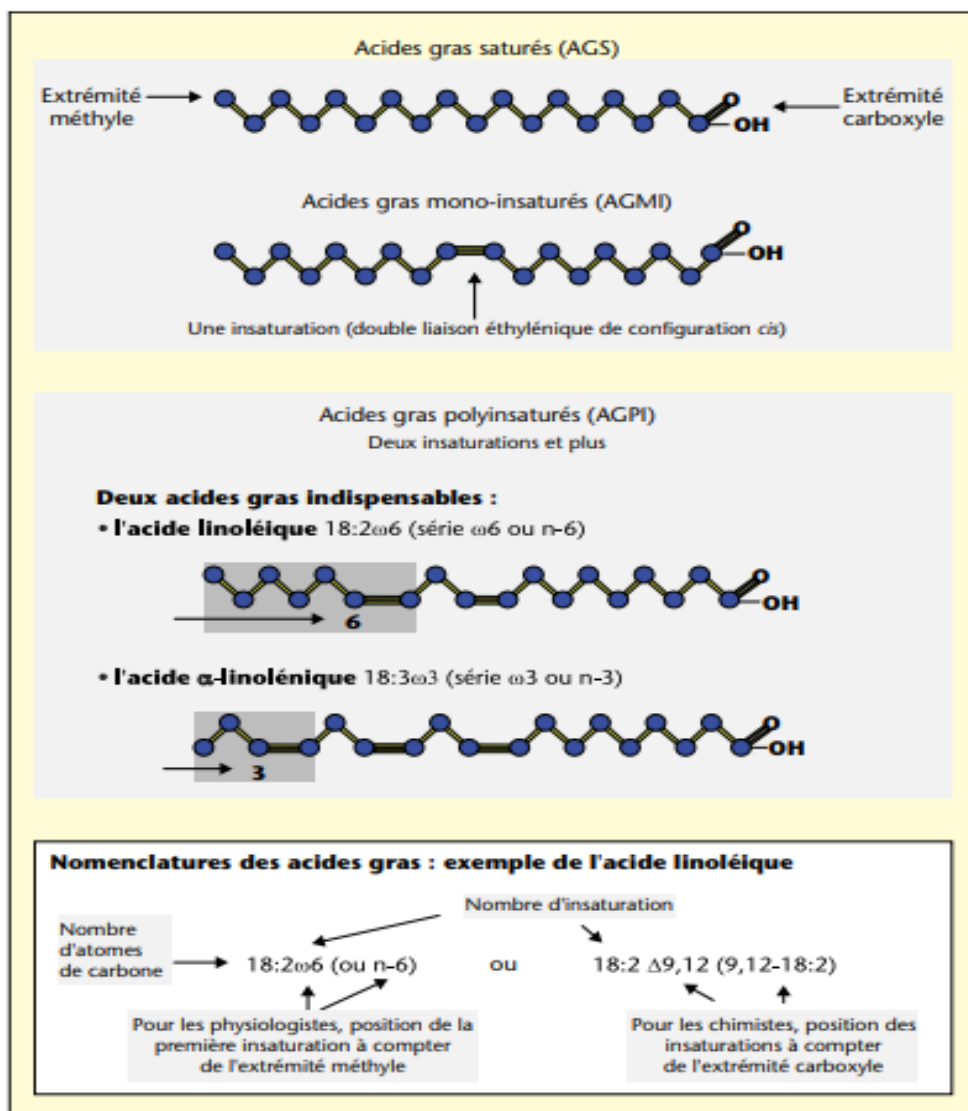 Acides gras saturés (AGS)
Extrémité
méthyle
O
OH
Extrémité
carboxyle
Acides gras mono-insaturés (AGMI)
O
OH
Une insaturation (double liaison éthylénique de configuration cis)
Acides gras polyinsaturés (AGPI)
Deux insaturations et plus
Deux acides gras indispensables :
• l'acide linoléique 18:2ω6 (série ω6 ou n-6)
O
OH
6
• l'acide α-linolénique 18:3ω3 (série ω3 ou n-3)
O
OH
3
Nomenclatures des acides gras : exemple de l'acide linoléique
Nombre d'insaturation
Nombre
d'atomes
de carbone
18:2ω6 (ou n-6) ou 18:2 Δ9,12 (9,12-18:2)
Pour les physiologistes, position de la
première insaturation à compter
de l'extrémité méthyle
Pour les chimistes, position des
insaturations à compter
de l'extrémité carboxyle